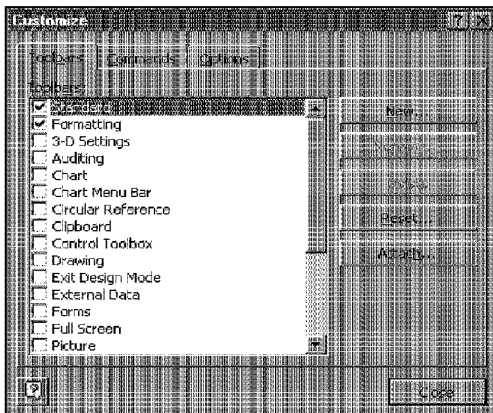 Customize
Toolbars Commands Options
Toolbars:
Standard
Formatting
3-D Settings
Auditing
Chart
Chart Menu Bar
Circular Reference
Clipboard
Control Toolbox
Drawing
Exit Design Mode
External Data
Forms
Full Screen
Picture
New...
Reset...
Attach...
Close